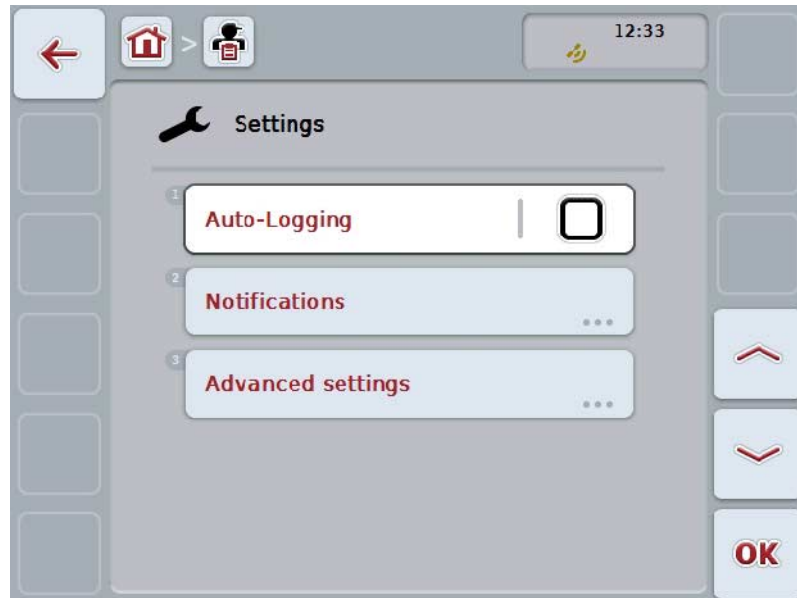 >
12:33
Settings
1
Auto-Logging
2
Notifications
...
3
Advanced settings
...
OK